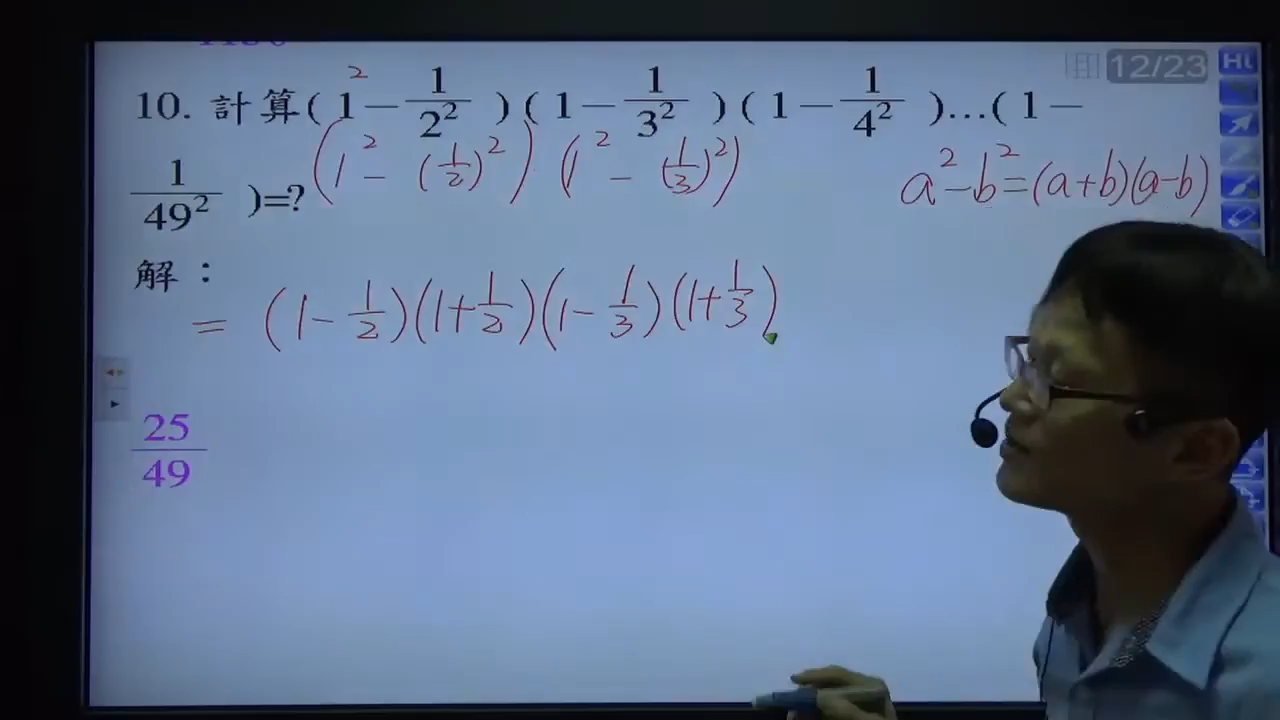 12/23
Hi
10. 計算(1²−1/2²)(1−1/3²)(1−1/4²)…(1−
1/49²)=?
(1²−(1/2)²)(1²−(1/3)²)
a²−b²=(a+b)(a−b)
解：
=(1−1/2)(1+1/2)(1−1/3)(1+1/3)
25/49